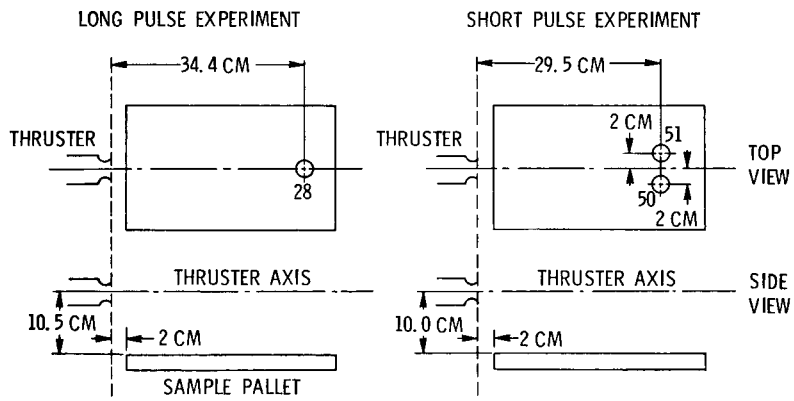 LONG PULSE EXPERIMENT
34.4 CM
THRUSTER
28
THRUSTER AXIS
10.5 CM
2 CM
SAMPLE PALLET
SHORT PULSE EXPERIMENT
29.5 CM
THRUSTER
2 CM
51
50
2 CM
TOP
VIEW
THRUSTER AXIS
SIDE
VIEW
10.0 CM
2 CM